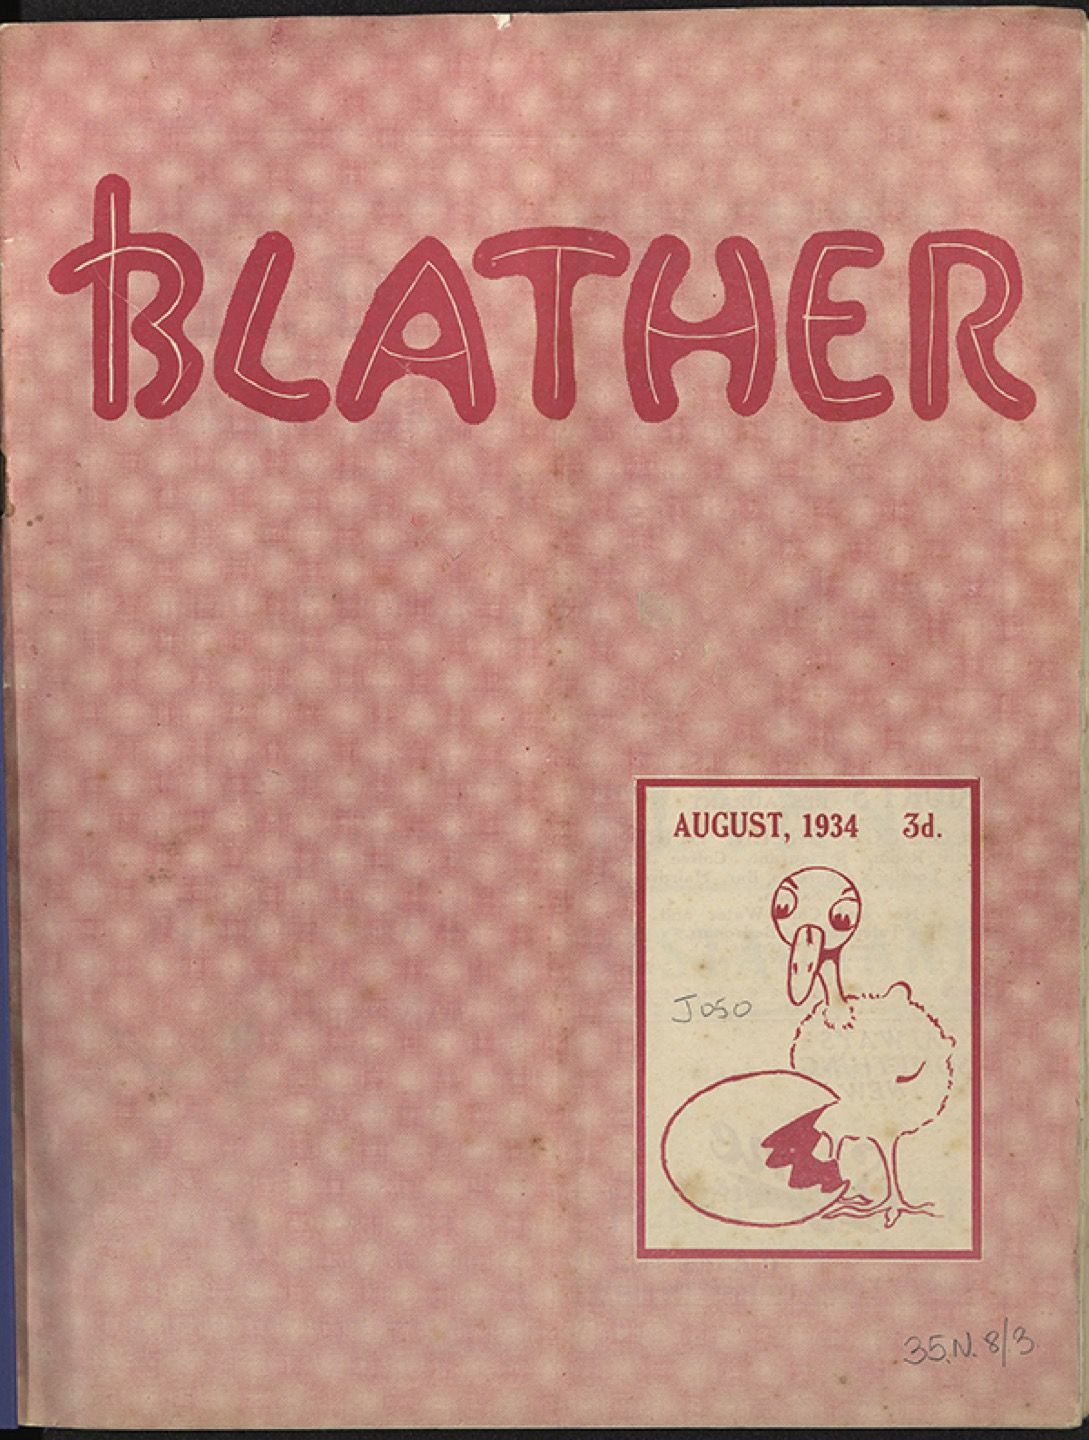 BLATHER
AUGUST, 1934 3d.
Joso
35.N. 8/3